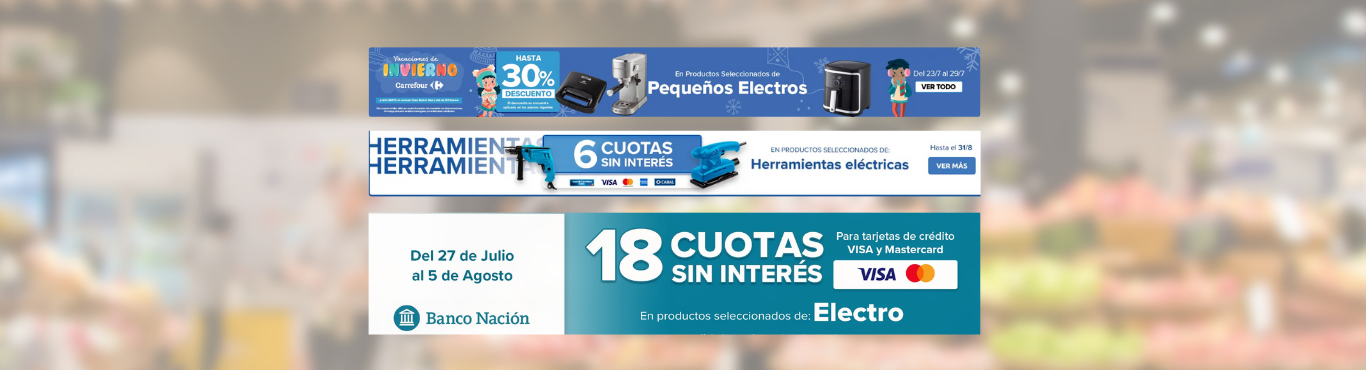 Vacaciones de
INVIERNO
Carrefour
HASTA
30%
DESCUENTO
En Productos Seleccionados de
Pequeños Electros
Del 23/7 al 29/7
VER TODO
HERRAMIENTAS
HERRAMIENT
6 CUOTAS
SIN INTERÉS
VISA
CABAL
EN PRODUCTOS SELECCIONADOS DE:
Herramientas eléctricas
Hasta el 31/8
VER MÁS
Del 27 de Julio
al 5 de Agosto
Banco Nación
18 CUOTAS
SIN INTERÉS
Para tarjetas de crédito
VISA y Mastercard
VISA
En productos seleccionados de: Electro